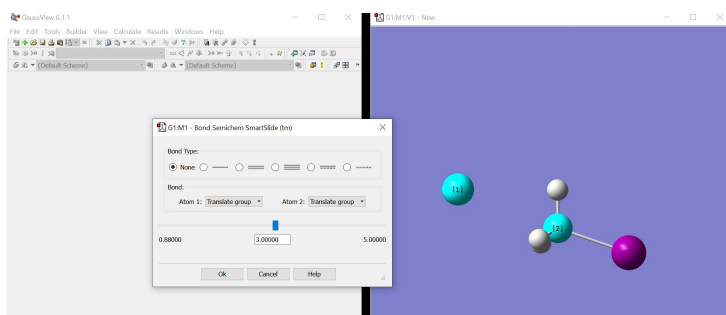 GaussView 6.1.1
File Edit Tools Builder View Calculate Results Windows Help
(Default Scheme)
(Default Scheme)
G1:M1:V1 - New
[1]
[2]
G1:M1 - Bond Semichem SmartSlide (tm)
Bond Type:
None
Bond:
Atom 1: Translate group Atom 2: Translate group
0.88000 3.00000 5.00000
Ok Cancel Help